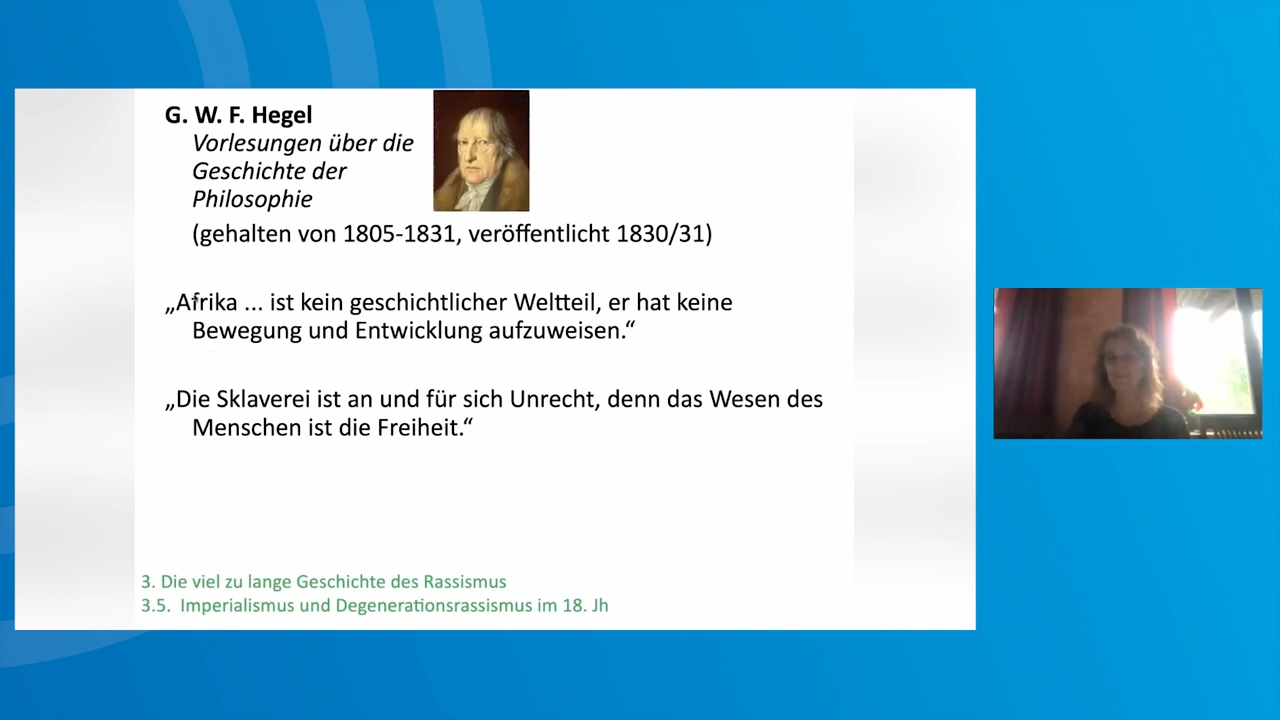 G. W. F. Hegel
Vorlesungen über die
Geschichte der
Philosophie
(gehalten von 1805-1831, veröffentlicht 1830/31)
„Afrika ... ist kein geschichtlicher Weltteil, er hat keine
Bewegung und Entwicklung aufzuweisen.“
„Die Sklaverei ist an und für sich Unrecht, denn das Wesen des
Menschen ist die Freiheit.“
3. Die viel zu lange Geschichte des Rassismus
3.5. Imperialismus und Degenerationsrassismus im 18. Jh